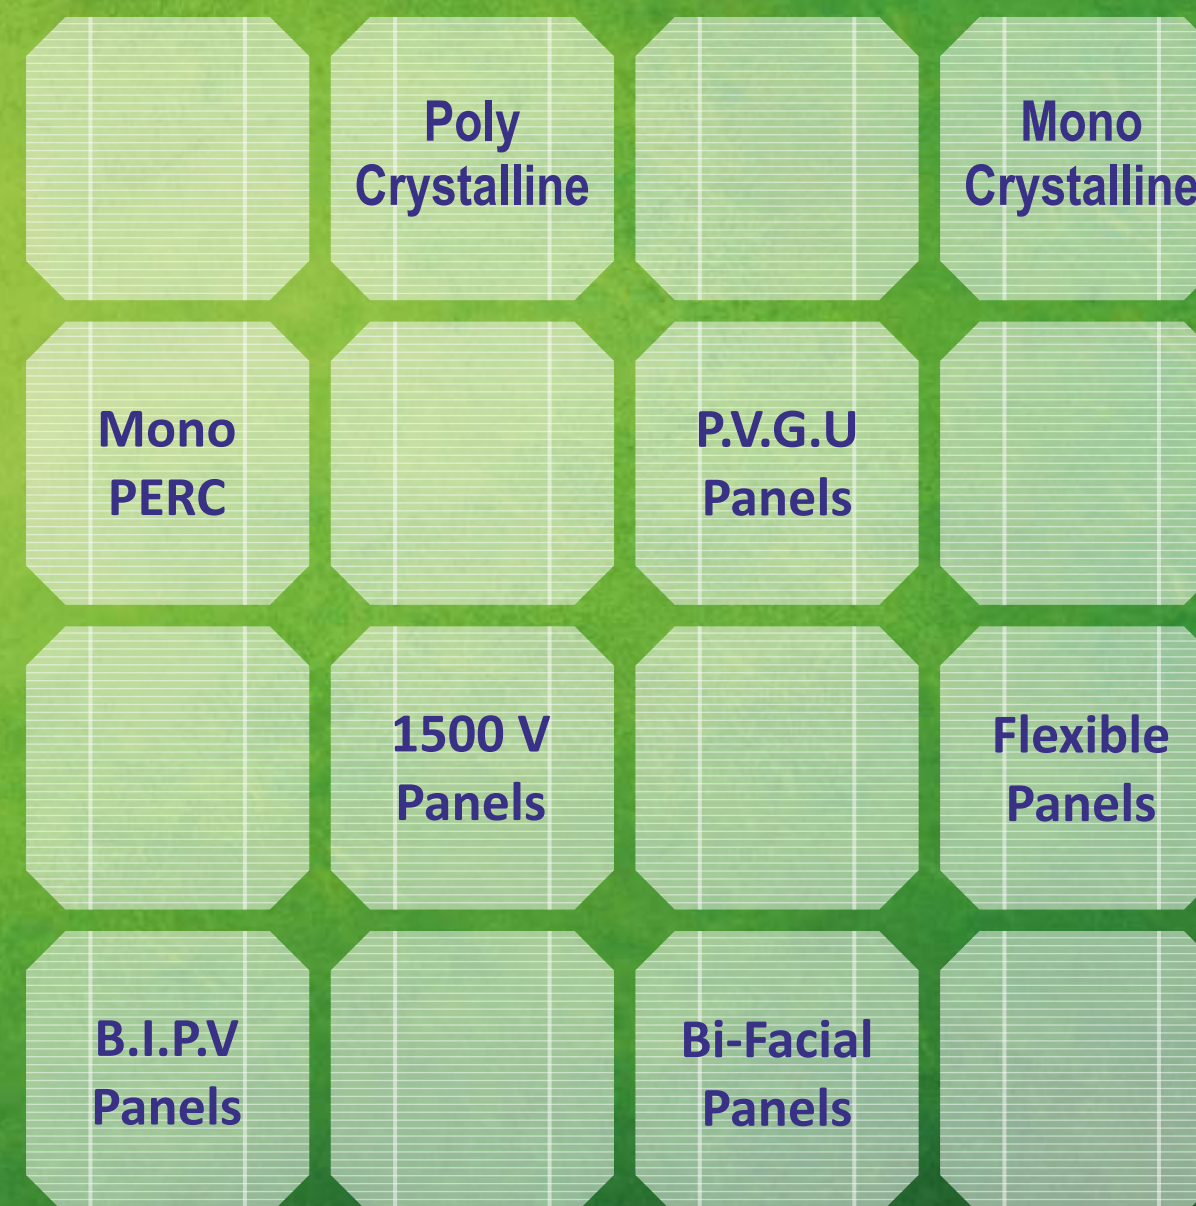 Poly
Crystalline
Mono
Crystalline
Mono
PERC
P.V.G.U
Panels
1500 V
Panels
Flexible
Panels
B.I.P.V
Panels
Bi-Facial
Panels